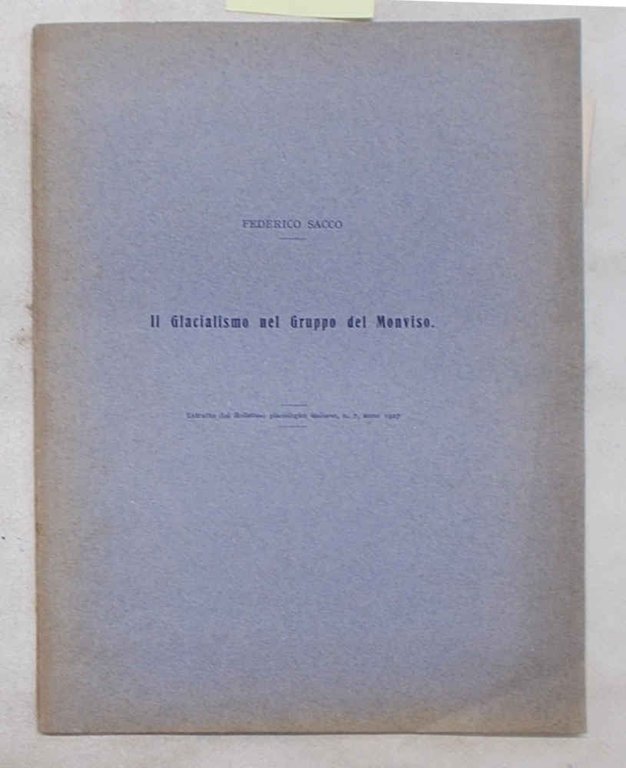 FEDERICO SACCO
Il Glacialismo nel Gruppo del Monviso.
Estratto dal Bollettino glaciologico italiano, n. 7, anno 1927